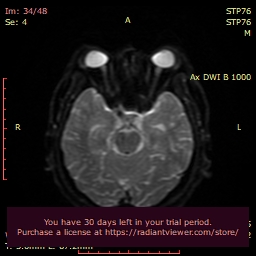 Im: 34/48
Se: 4
STP76
STP76
M
A
Ax DWI B 1000
R
L
You have 30 days left in your trial period.
Purchase a license at https://radiantviewer.com/store/